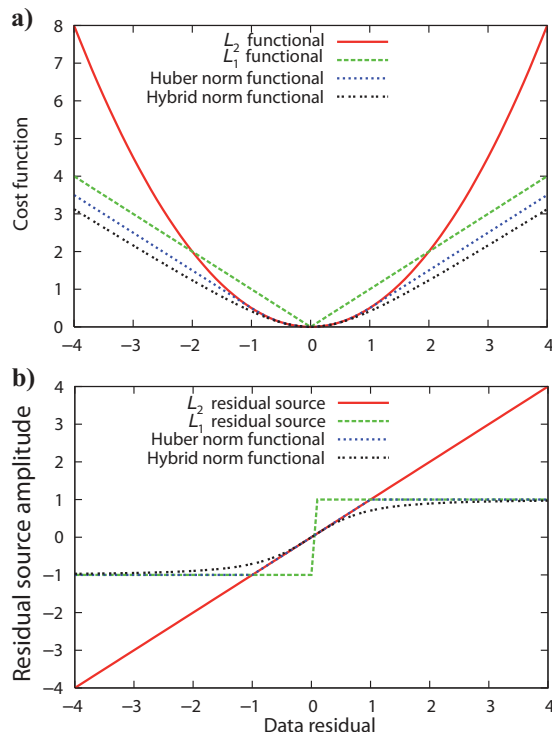 a)
8
7
6
5
4
3
2
1
0
Cost function
L₂ functional
L₁ functional
Huber norm functional
Hybrid norm functional
−4 −3 −2 −1 0 1 2 3 4
b)
4
3
2
1
0
−1
−2
−3
−4
Residual source amplitude
L₂ residual source
L₁ residual source
Huber norm functional
Hybrid norm functional
−4 −3 −2 −1 0 1 2 3 4
Data residual